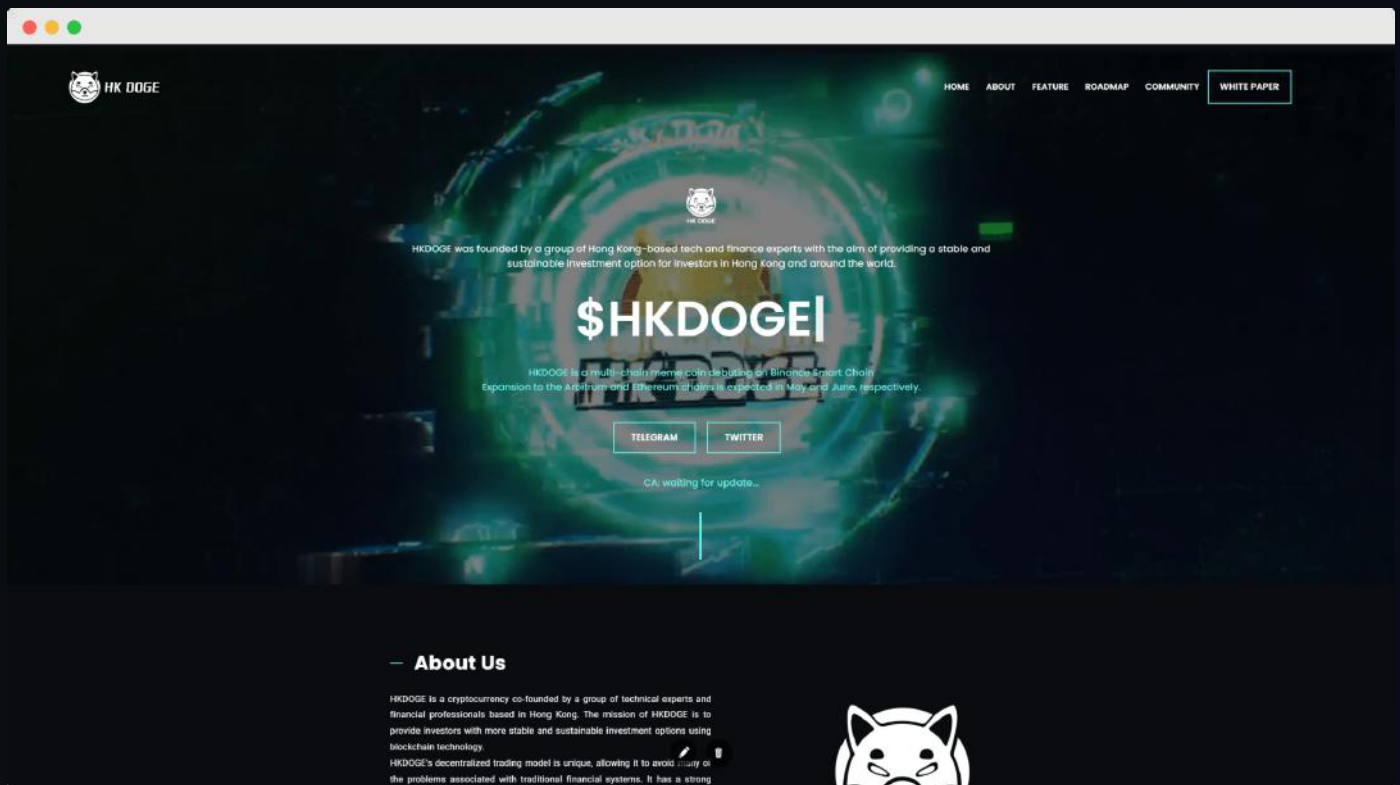 HK DOGE
HOME ABOUT FEATURE ROADMAP COMMUNITY WHITE PAPER
HK DOGE
HKDOGE was founded by a group of Hong Kong-based tech and finance experts with the aim of providing a stable and
sustainable investment option for investors in Hong Kong and around the world.
$HKDOGE
HK DOGE
HKDOGE is a multi-chain meme coin debuting on Binance Smart Chain
Expansion to the Arbitrum and Ethereum chains is expected in May and June, respectively.
TELEGRAM TWITTER
CA: waiting for update...
About Us
HKDOGE is a cryptocurrency co-founded by a group of technical experts and
financial professionals based in Hong Kong. The mission of HKDOGE is to
provide investors with more stable and sustainable investment options using
blockchain technology.
HKDOGE's decentralized trading model is unique, allowing it to avoid many of
the problems associated with traditional financial systems. It has a strong